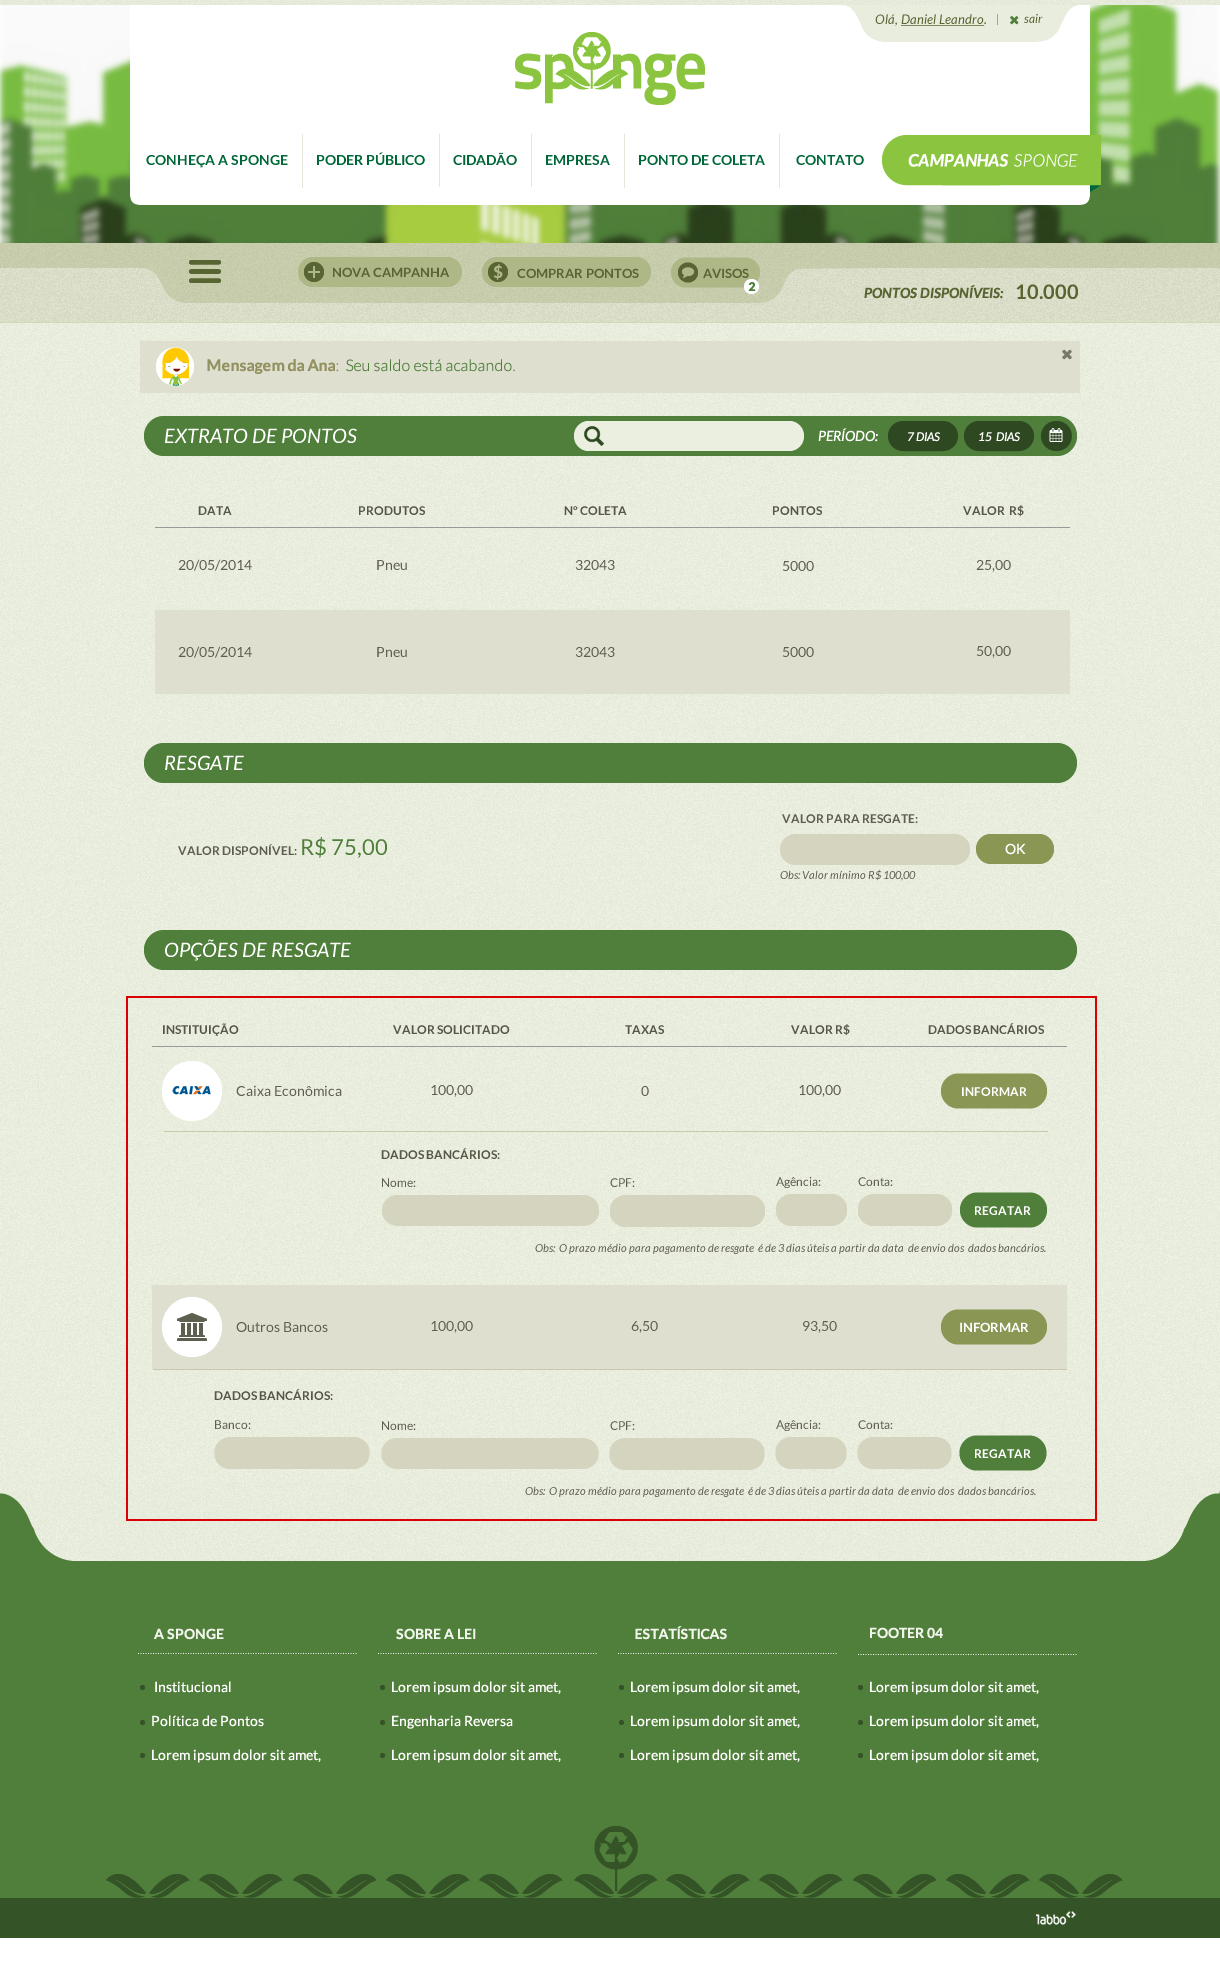 Olá, Daniel Leandro. | sair
sponge
CONHEÇA A SPONGE PODER PÚBLICO CIDADÃO EMPRESA PONTO DE COLETA CONTATO CAMPANHAS SPONGE
NOVA CAMPANHA $ COMPRAR PONTOS AVISOS 2
PONTOS DISPONÍVEIS: 10.000
Mensagem da Ana: Seu saldo está acabando.
EXTRATO DE PONTOS PERÍODO: 7 DIAS 15 DIAS
DATA PRODUTOS Nº COLETA PONTOS VALOR R$
20/05/2014 Pneu 32043 5000 25,00
20/05/2014 Pneu 32043 5000 50,00
RESGATE
VALOR PARA RESGATE:
VALOR DISPONÍVEL: R$ 75,00
OK
Obs: Valor mínimo R$ 100,00
OPÇÕES DE RESGATE
INSTITUIÇÃO VALOR SOLICITADO TAXAS VALOR R$ DADOS BANCÁRIOS
CAIXA Caixa Econômica 100,00 0 100,00 INFORMAR
DADOS BANCÁRIOS:
Nome: CPF: Agência: Conta:
REGATAR
Obs: O prazo médio para pagamento de resgate é de 3 dias úteis a partir da data de envio dos dados bancários.
Outros Bancos 100,00 6,50 93,50 INFORMAR
DADOS BANCÁRIOS:
Banco: Nome: CPF: Agência: Conta:
REGATAR
Obs: O prazo médio para pagamento de resgate é de 3 dias úteis a partir da data de envio dos dados bancários.
A SPONGE SOBRE A LEI ESTATÍSTICAS FOOTER 04
Institucional Lorem ipsum dolor sit amet, Lorem ipsum dolor sit amet, Lorem ipsum dolor sit amet,
Política de Pontos Engenharia Reversa Lorem ipsum dolor sit amet, Lorem ipsum dolor sit amet,
Lorem ipsum dolor sit amet, Lorem ipsum dolor sit amet, Lorem ipsum dolor sit amet, Lorem ipsum dolor sit amet,
1abbo<>